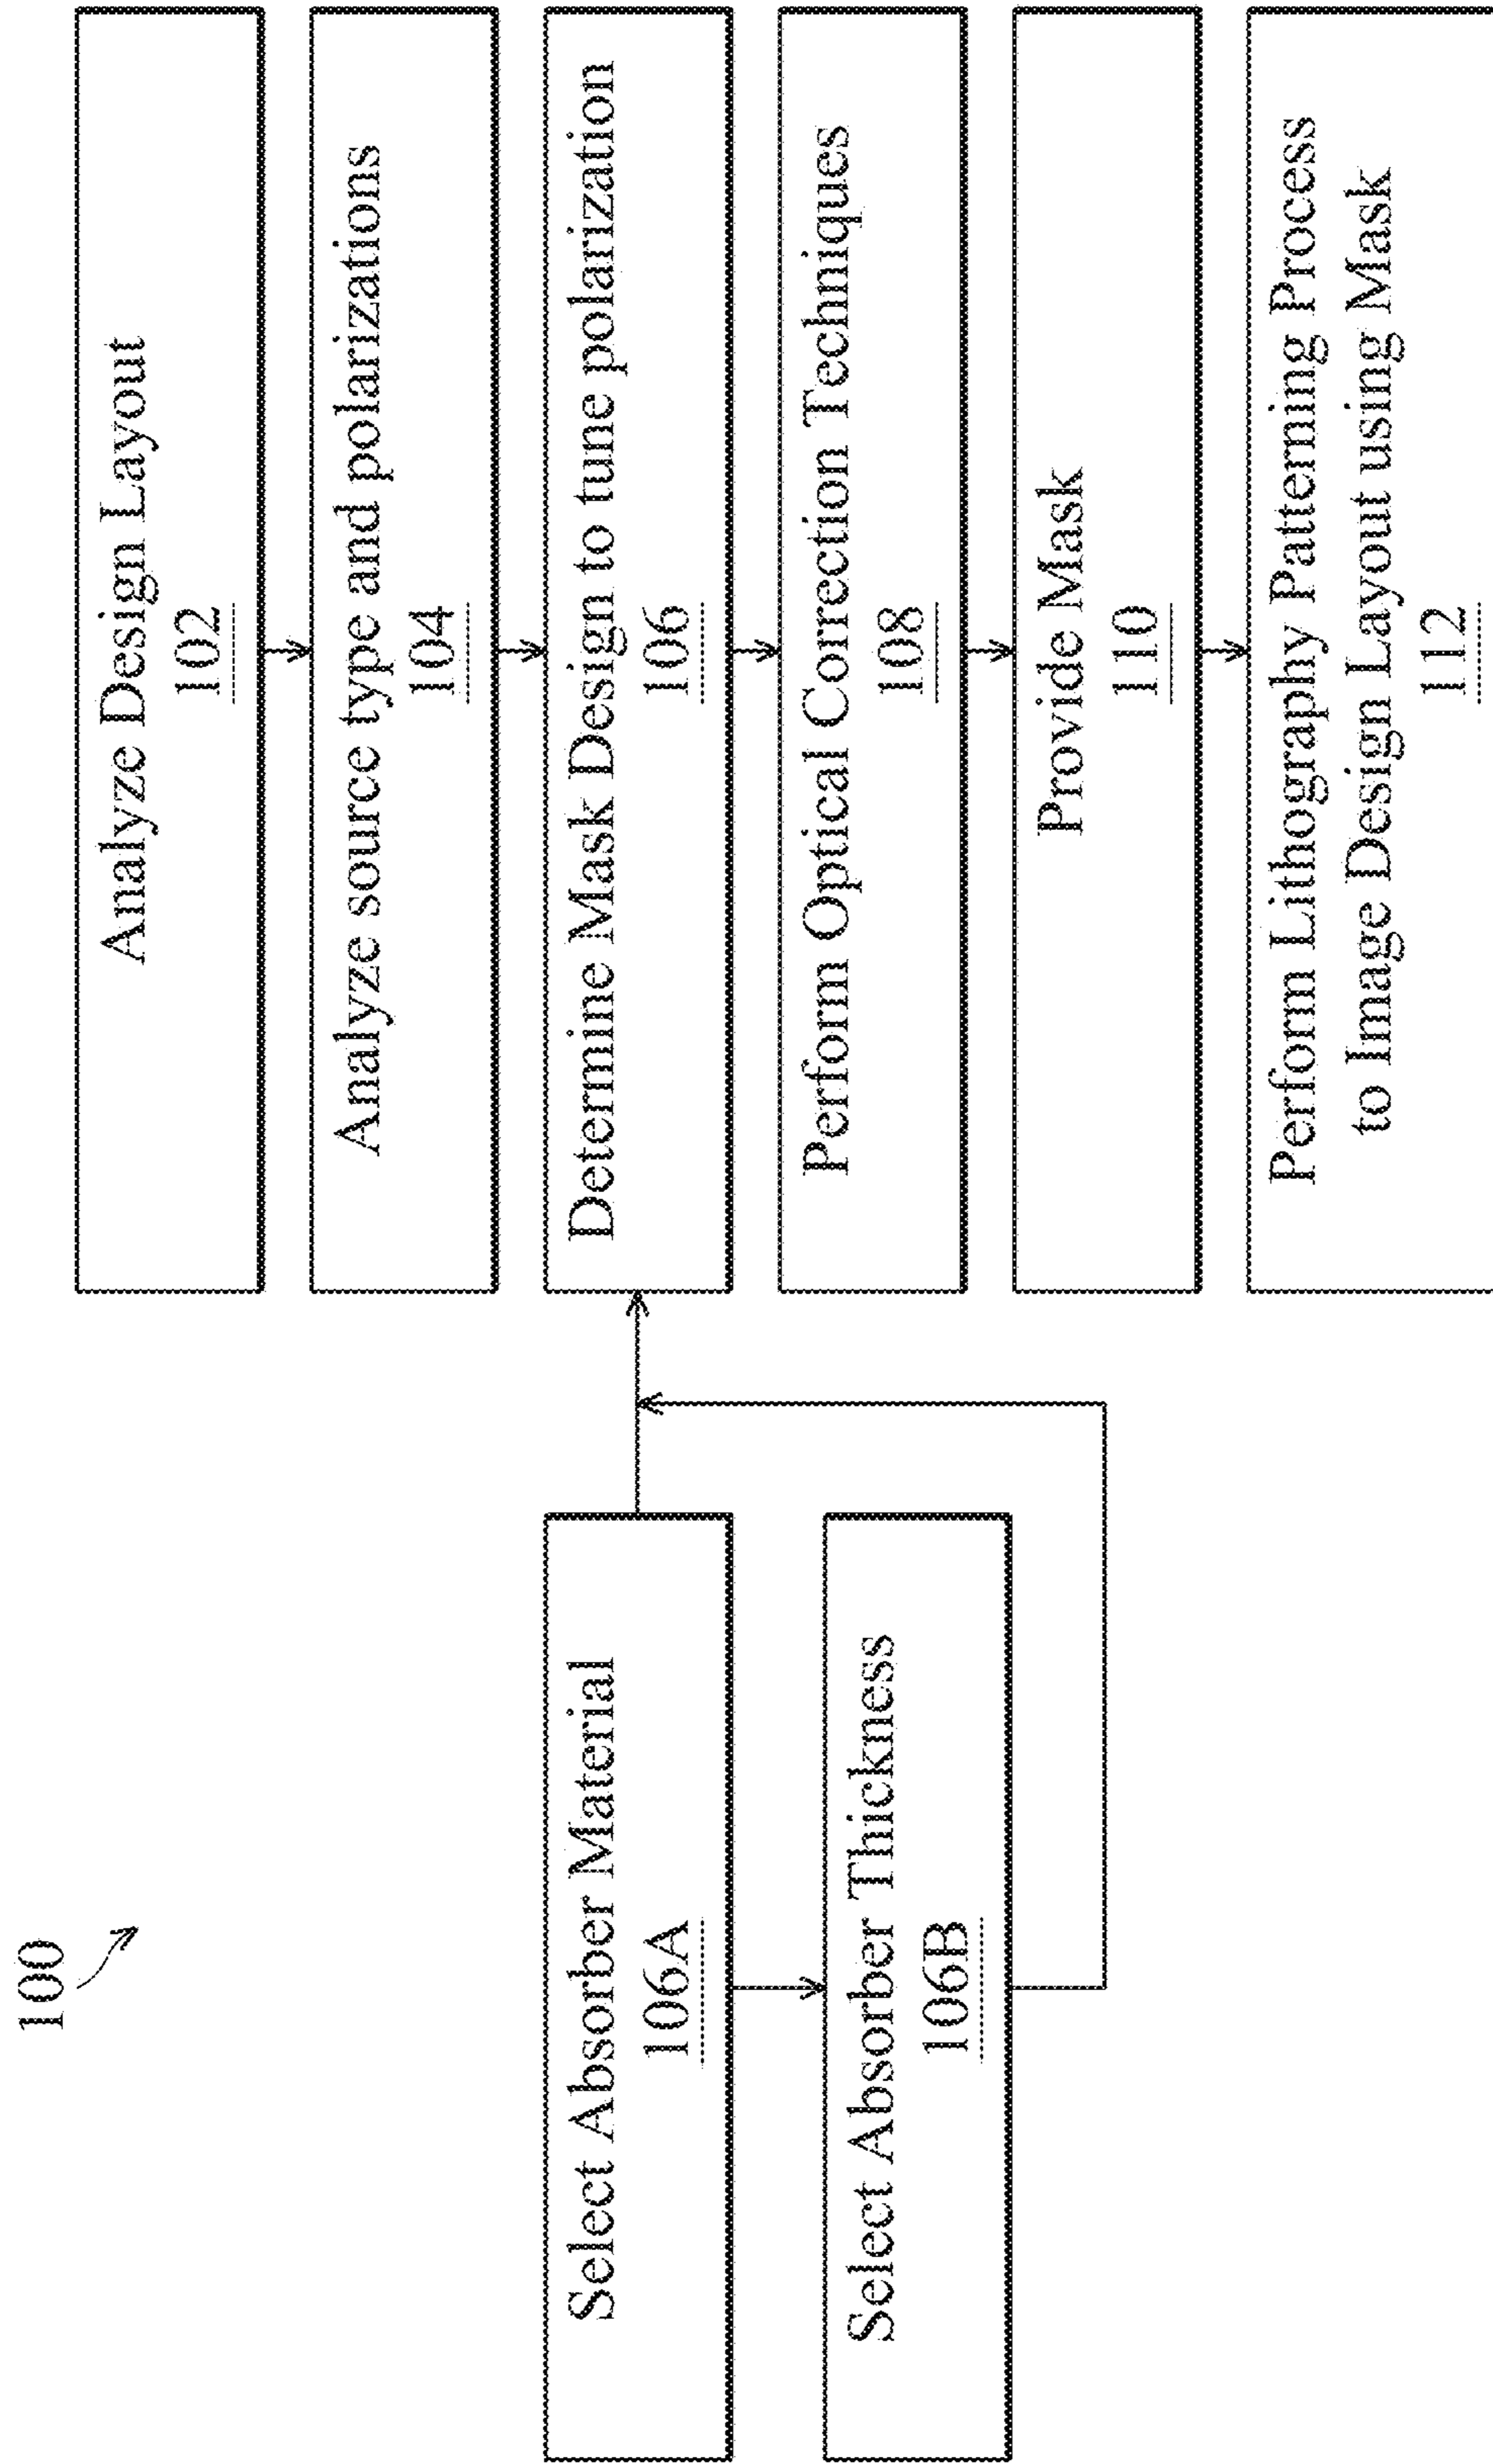 100
Analyze Design Layout
102
Analyze source type and polarizations
104
Select Absorber Material
106A
Determine Mask Design to tune polarization
106
Select Absorber Thickness
106B
Perform Optical Correction Techniques
108
Provide Mask
110
Perform Lithography Patterning Process
to Image Design Layout using Mask
112